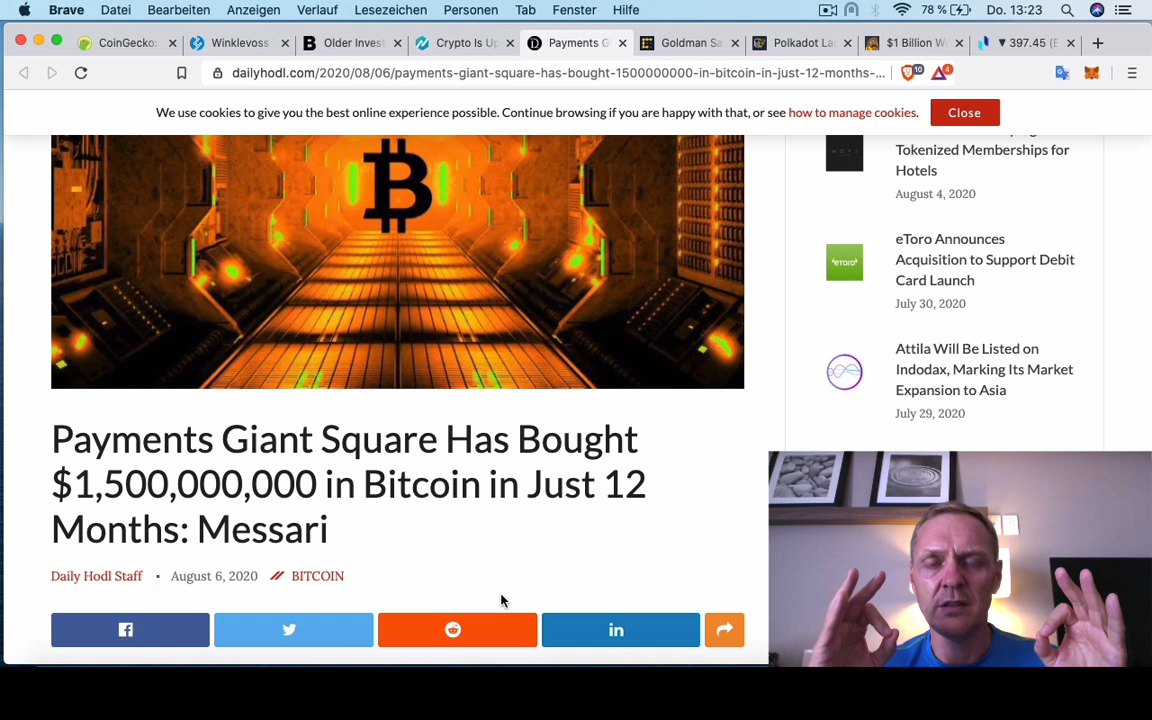 Brave Datei Bearbeiten Anzeigen Verlauf Lesezeichen Personen Tab Fenster Hilfe 78 % Do. 13:23
CoinGecko: Winklevoss Older Invest Crypto Is Up Payments G Goldman Sa Polkadot La $1 Billion W ▼ 397.45 (E
dailyhodl.com/2020/08/06/payments-giant-square-has-bought-1500000000-in-bitcoin-in-just-12-months-... 10 4
We use cookies to give you the best online experience possible. Continue browsing if you are happy with that, or see how to manage cookies. Close
Tokenized Memberships for
Hotels
August 4, 2020
eToro Announces
Acquisition to Support Debit
Card Launch
July 30, 2020
eToro
Attila Will Be Listed on
Indodax, Marking Its Market
Expansion to Asia
July 29, 2020
Payments Giant Square Has Bought
$1,500,000,000 in Bitcoin in Just 12
Months: Messari
Daily Hodl Staff • August 6, 2020 BITCOIN